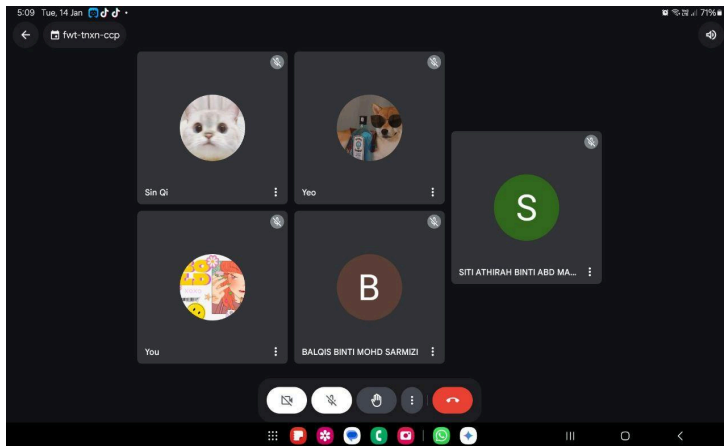 5:09 Tue, 14 Jan
71%
fwt-tnxn-ccp
Sin Qi
Yeo
S
SITI ATHIRAH BINTI ABD MA...
You
B
BALQIS BINTI MOHD SARMIZI